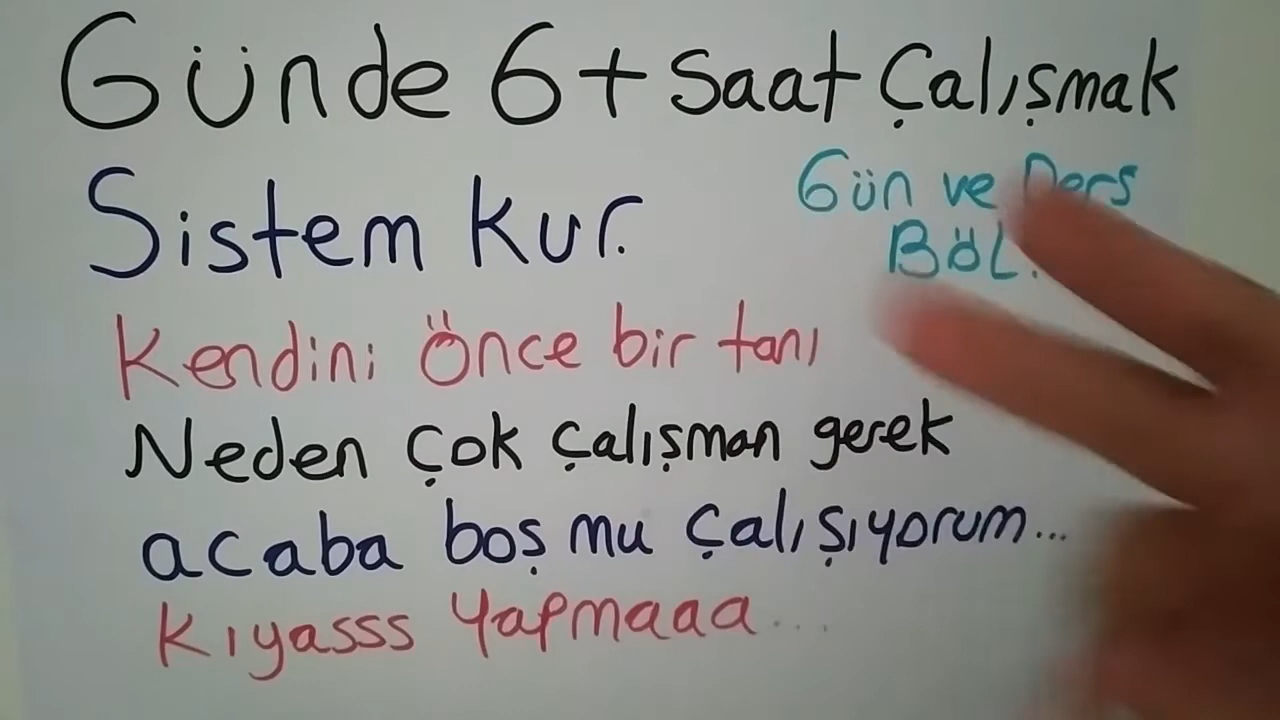 Günde 6+ saat Çalışmak
Sistem kur.
Gün ve Ders
BÖL.
Kendini Önce bir tanı
Neden Çok Çalışman gerek
acaba boş mu Çalışıyorum...
Kıyasss Yapmaaa...